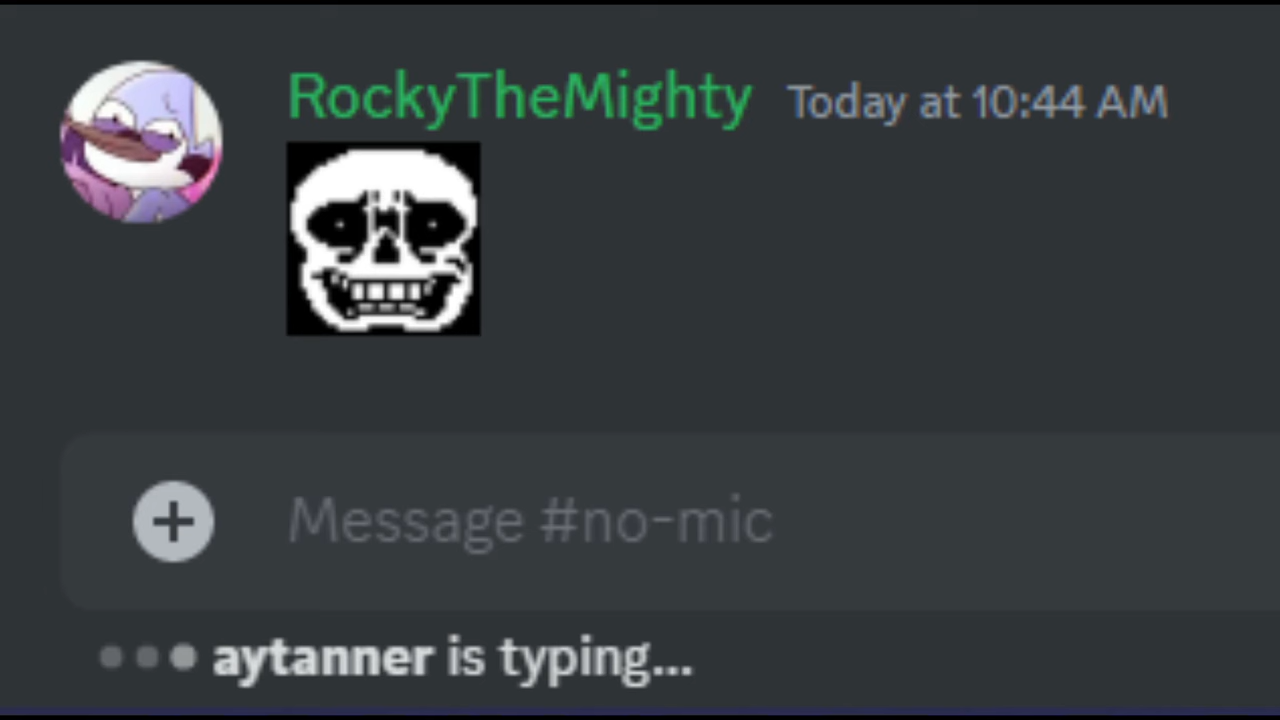 RockyTheMighty Today at 10:44 AM
Message #no-mic
aytanner is typing...